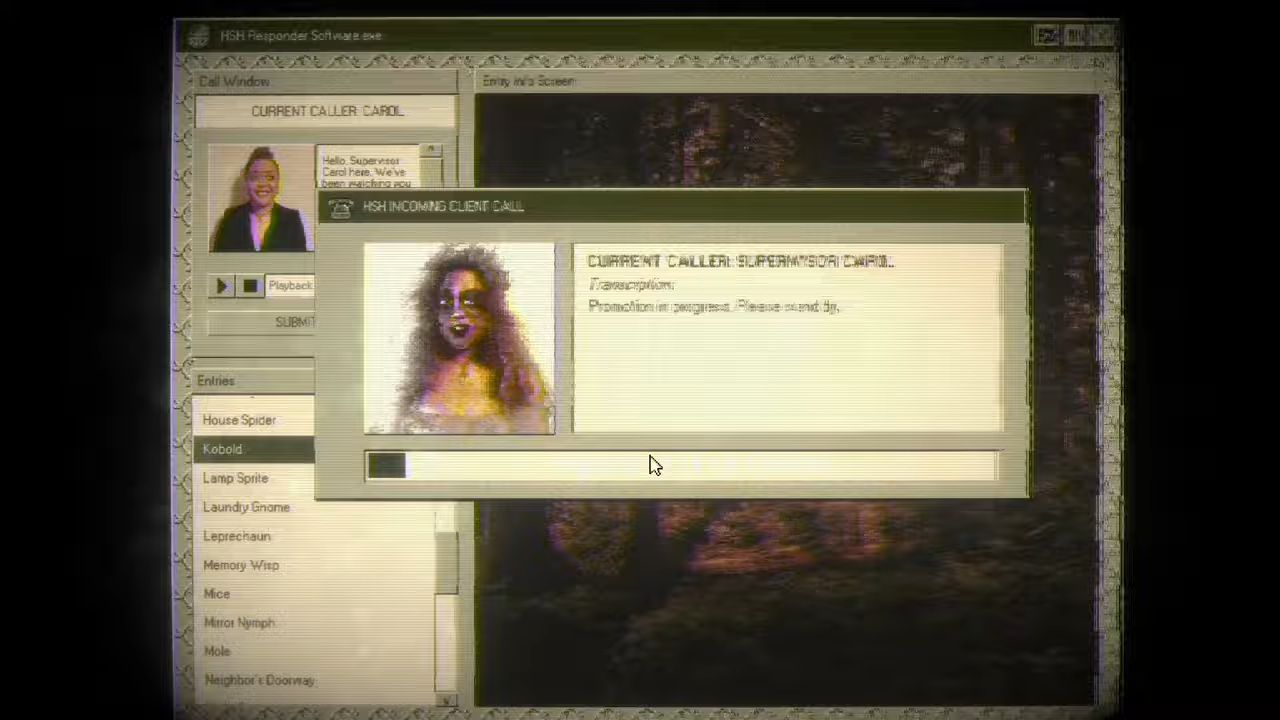 HSH Responder Software.exe
Call Window
Entry Info Screen
CURRENT CALLER: CAROL
Hello, Supervisor
Carol here. We've
been watching you
HSH INCOMING CLIENT CALL
CURRENT CALLER: SUPERVISOR CAROL
Transcription:
Promotion in progress. Please stand by.
Playback
SUBMIT
Entries
House Spider
Kobold
Lamp Sprite
Laundry Gnome
Leprechaun
Memory Wisp
Mice
Mirror Nymph
Mole
Neighbor's Doorway